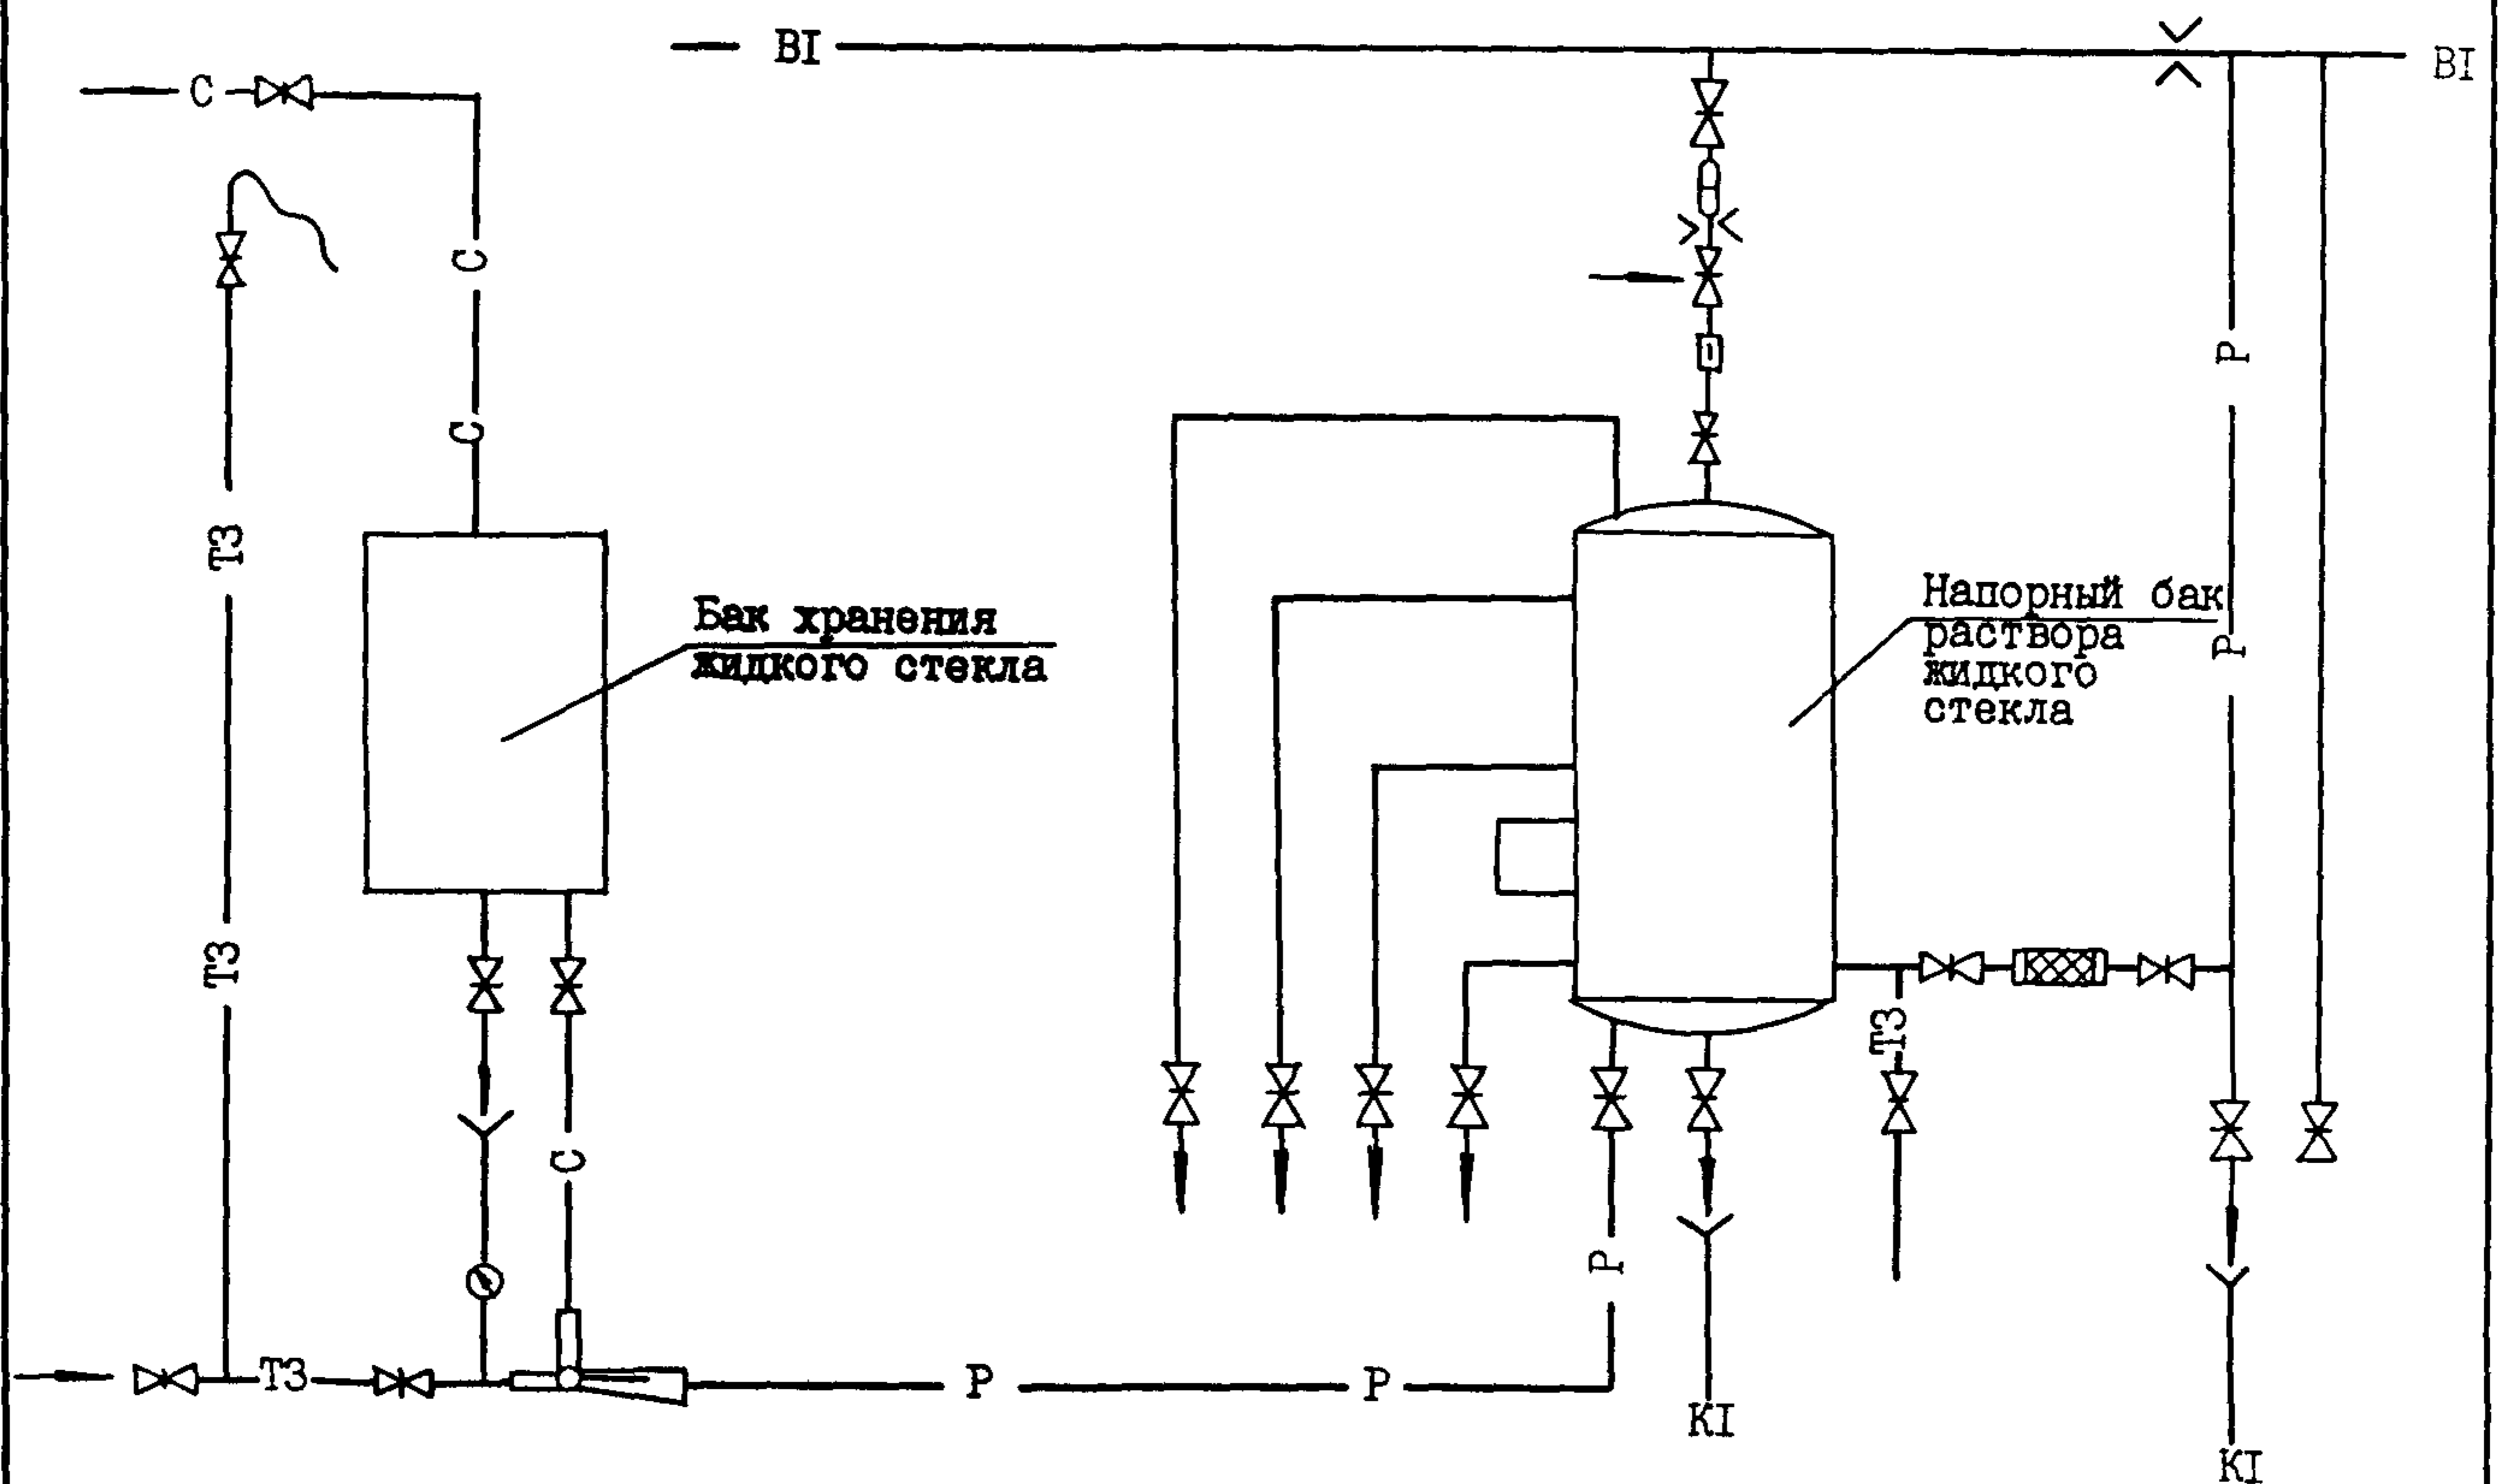 ВI
ВI
С
С
С
Т3
Бак хранения
жидкого стекла
Напорный бак
раствора
жидкого
стекла
Р
Р
Т3
Т3
С
Р
Т3
Р
Р
КI
КI